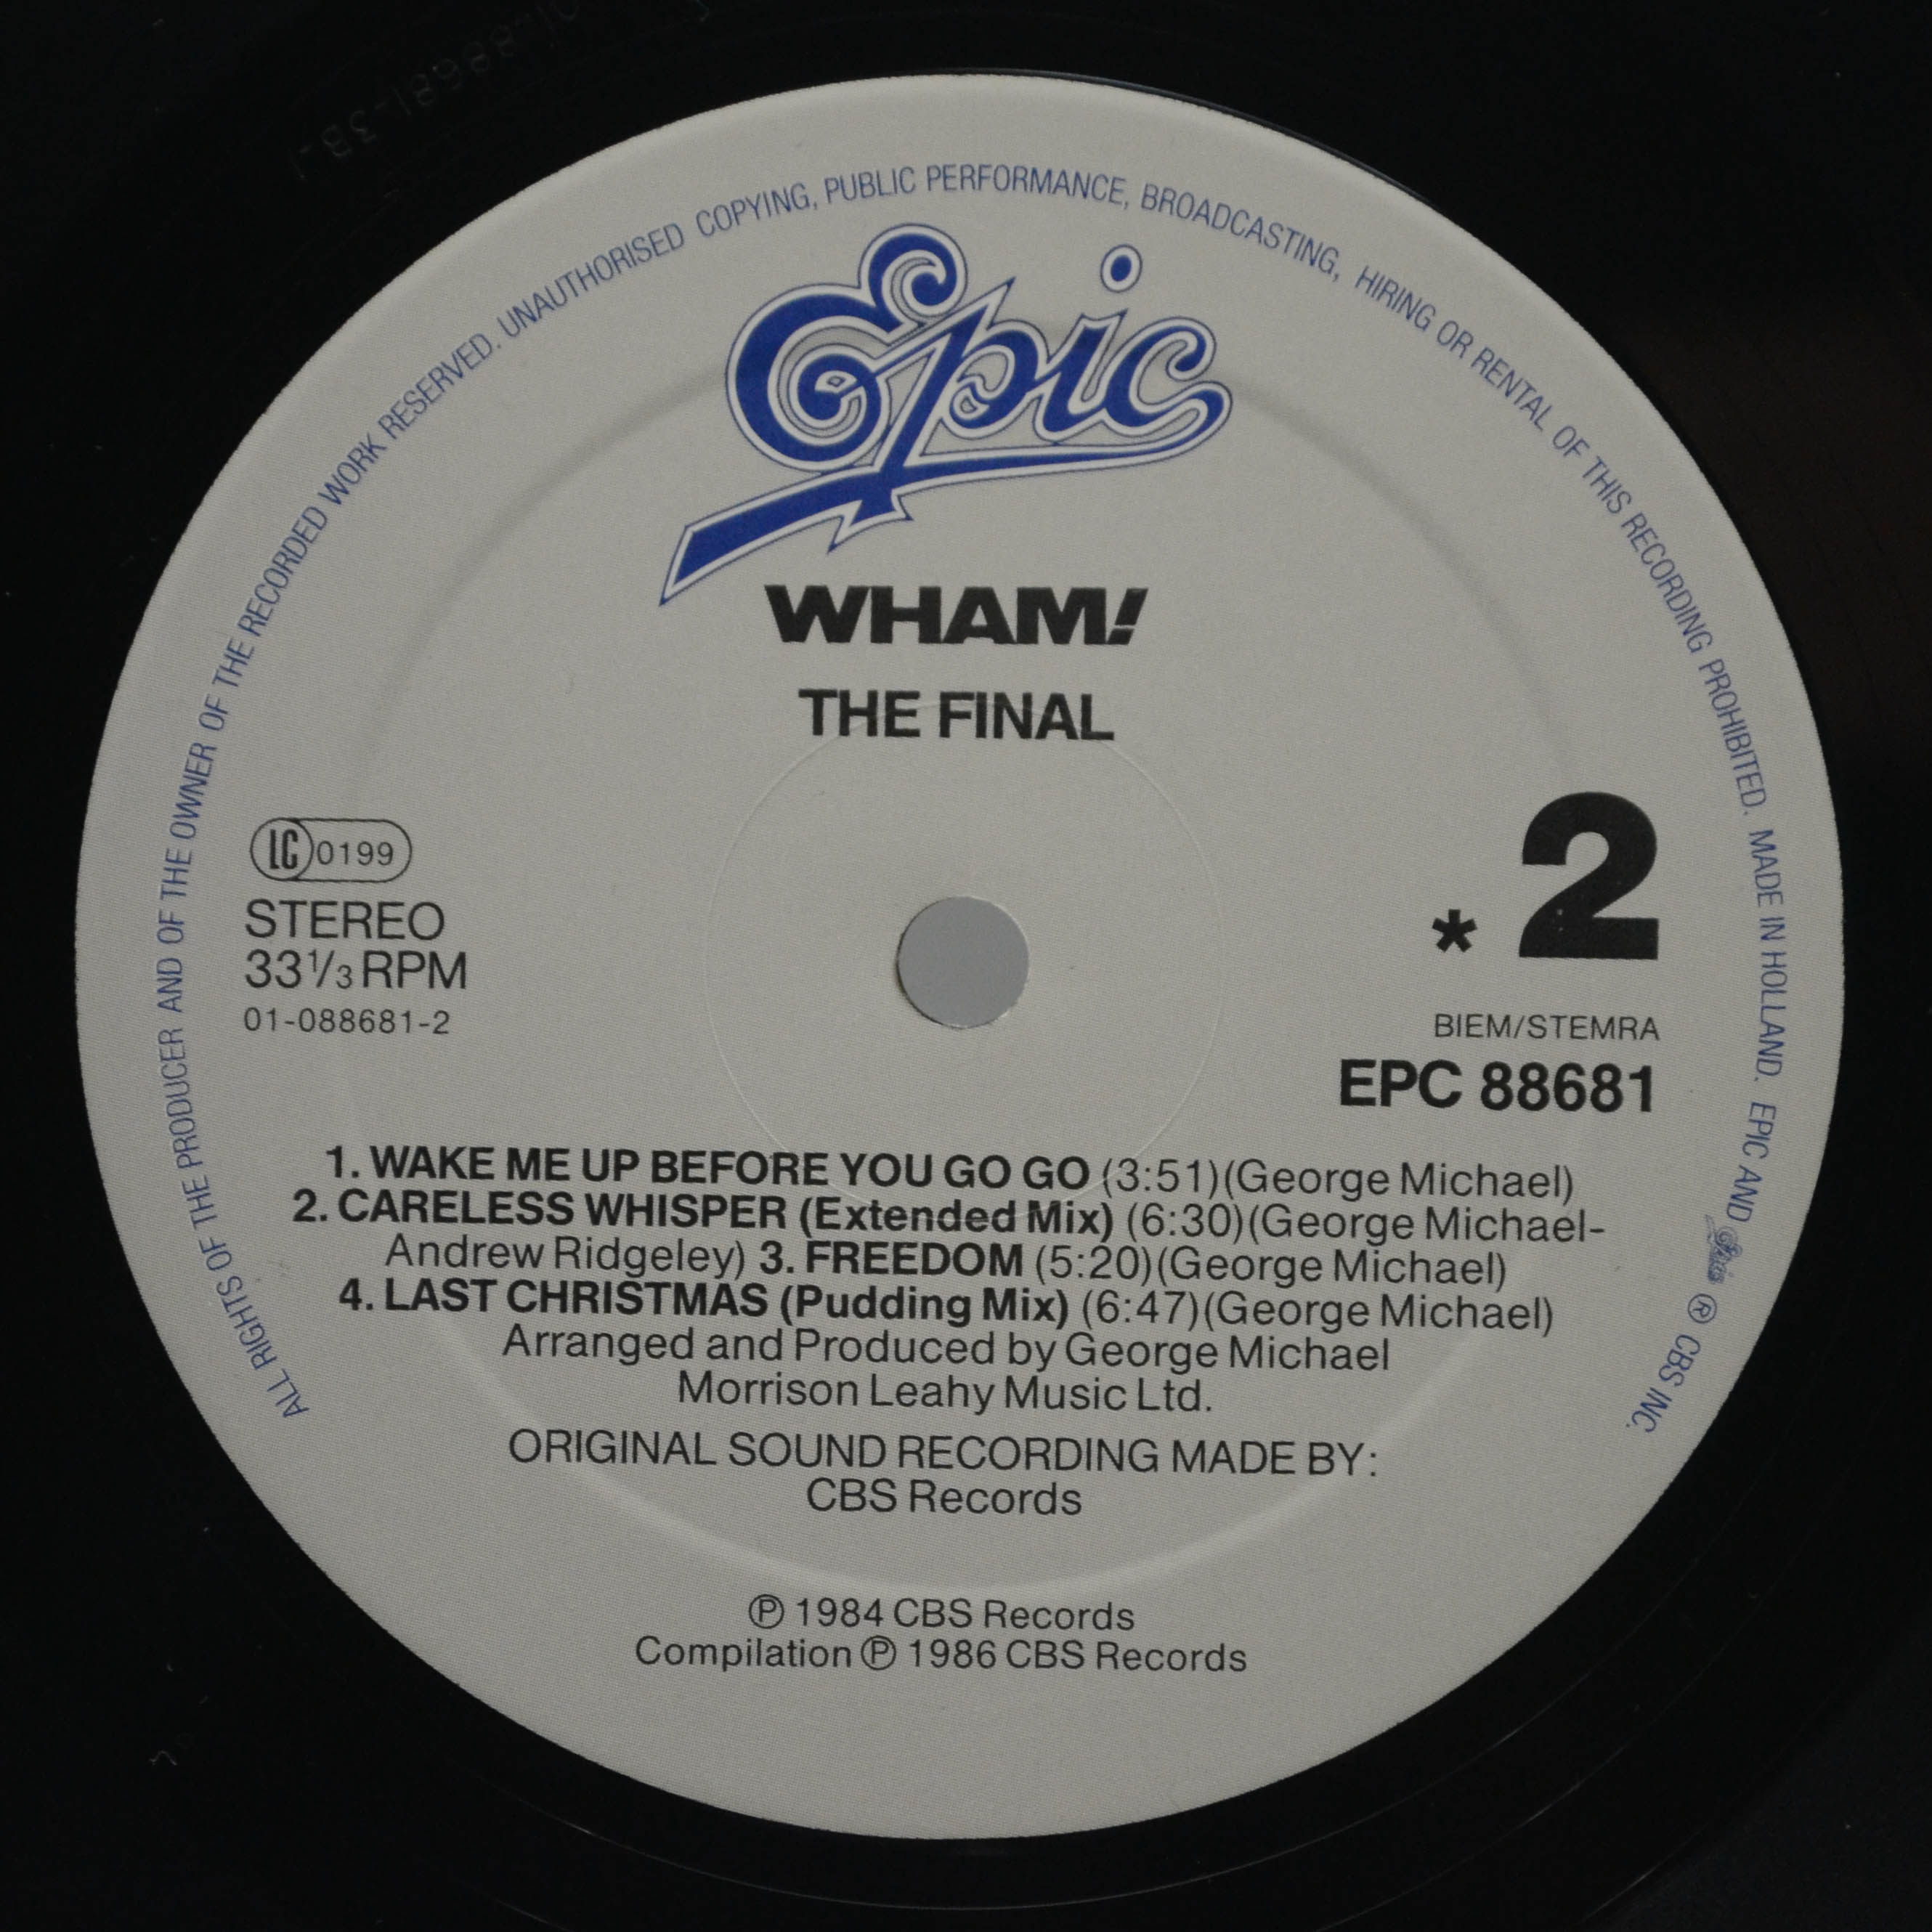 ALL RIGHTS OF THE PRODUCER AND OF THE OWNER OF THE RECORDED WORK RESERVED. UNAUTHORISED COPYING, PUBLIC PERFORMANCE, BROADCASTING, HIRING OR RENTAL OF THIS RECORDING PROHIBITED. MADE IN HOLLAND. EPIC AND Epic ® CBS INC.
Epic
WHAM!
THE FINAL
LC 0199
STEREO
33⅓ RPM
01-088681-2
* 2
BIEM/STEMRA
EPC 88681
1. WAKE ME UP BEFORE YOU GO GO (3:51)(George Michael)
2. CARELESS WHISPER (Extended Mix) (6:30)(George Michael-
Andrew Ridgeley) 3. FREEDOM (5:20)(George Michael)
4. LAST CHRISTMAS (Pudding Mix) (6:47)(George Michael)
Arranged and Produced by George Michael
Morrison Leahy Music Ltd.
ORIGINAL SOUND RECORDING MADE BY:
CBS Records
℗ 1984 CBS Records
Compilation ℗ 1986 CBS Records